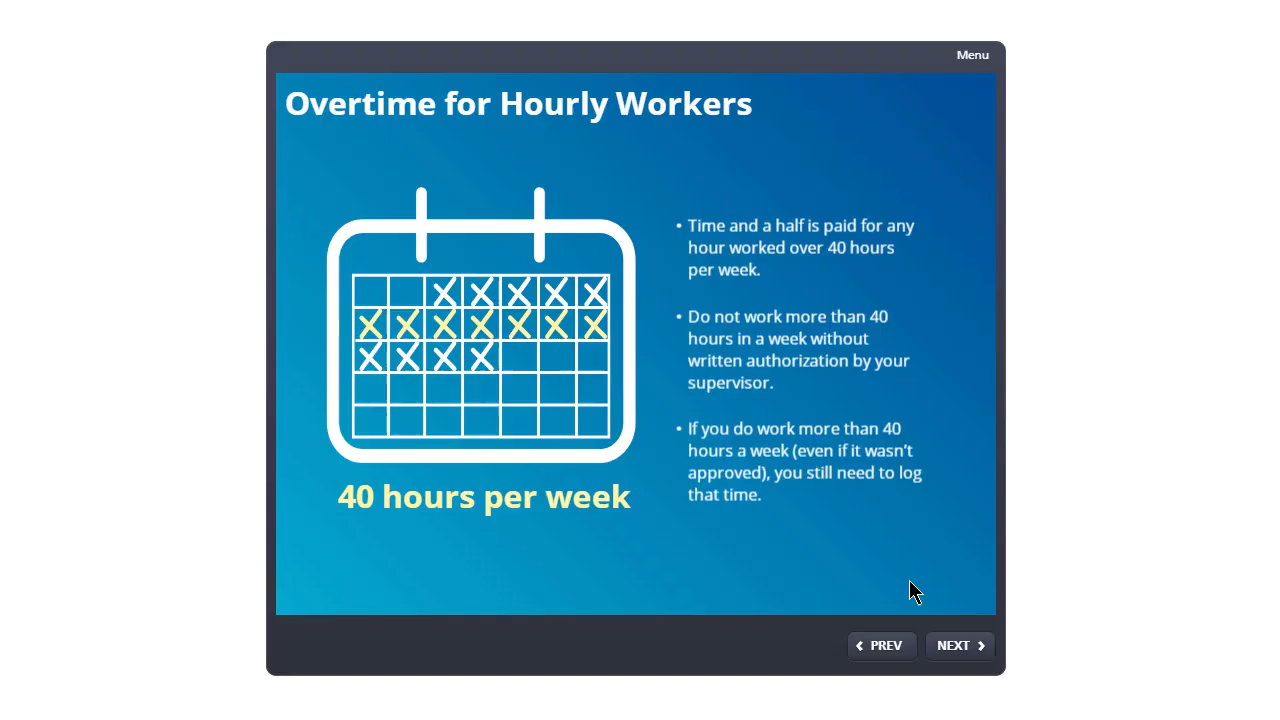 Menu
Overtime for Hourly Workers
• Time and a half is paid for any
hour worked over 40 hours
per week.
• Do not work more than 40
hours in a week without
written authorization by your
supervisor.
• If you do work more than 40
hours a week (even if it wasn’t
approved), you still need to log
that time.
40 hours per week
PREV
NEXT